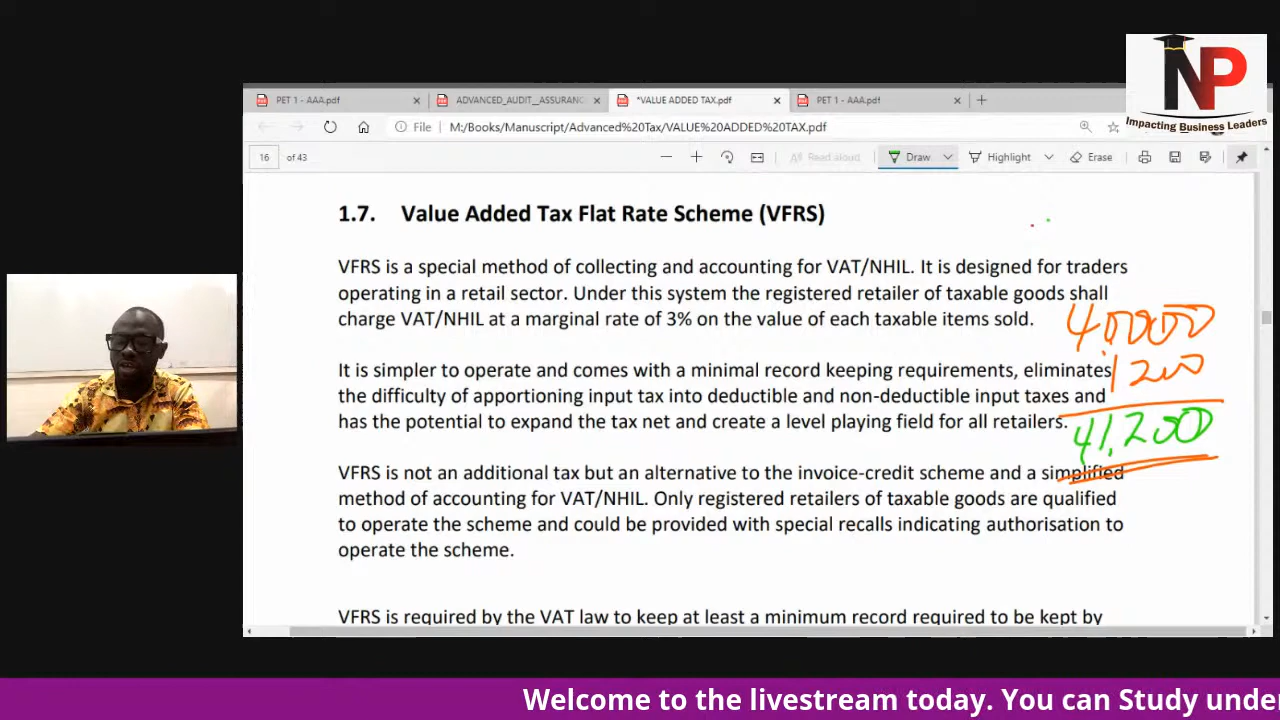 NP
Impacting Business Leaders
PET 1 - AAA.pdf
ADVANCED_AUDIT__ASSURANC
*VALUE ADDED TAX.pdf
PET 1 - AAA.pdf
File M:/Books/Manuscript/Advanced%20Tax/VALUE%20ADDED%20TAX.pdf
16 of 43
Read aloud
Draw
Highlight
Erase
1.7. Value Added Tax Flat Rate Scheme (VFRS)
VFRS is a special method of collecting and accounting for VAT/NHIL. It is designed for traders
operating in a retail sector. Under this system the registered retailer of taxable goods shall
charge VAT/NHIL at a marginal rate of 3% on the value of each taxable items sold.
40000
It is simpler to operate and comes with a minimal record keeping requirements, eliminates
1200
the difficulty of apportioning input tax into deductible and non-deductible input taxes and
has the potential to expand the tax net and create a level playing field for all retailers.
41,200
VFRS is not an additional tax but an alternative to the invoice-credit scheme and a simplified
method of accounting for VAT/NHIL. Only registered retailers of taxable goods are qualified
to operate the scheme and could be provided with special recalls indicating authorisation to
operate the scheme.
VFRS is required by the VAT law to keep at least a minimum record required to be kept by
Welcome to the livestream today. You can Study unde